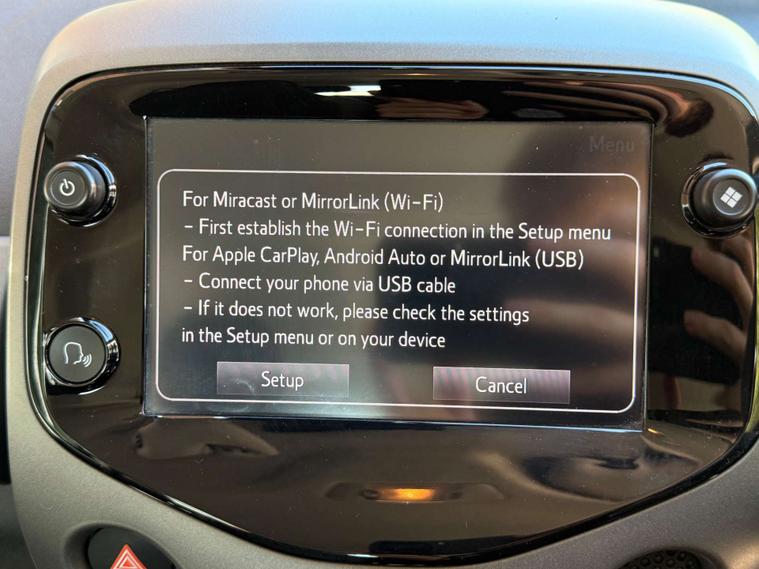 Menu
For Miracast or MirrorLink (Wi-Fi)
- First establish the Wi-Fi connection in the Setup menu
For Apple CarPlay, Android Auto or MirrorLink (USB)
- Connect your phone via USB cable
- If it does not work, please check the settings
in the Setup menu or on your device
Setup
Cancel